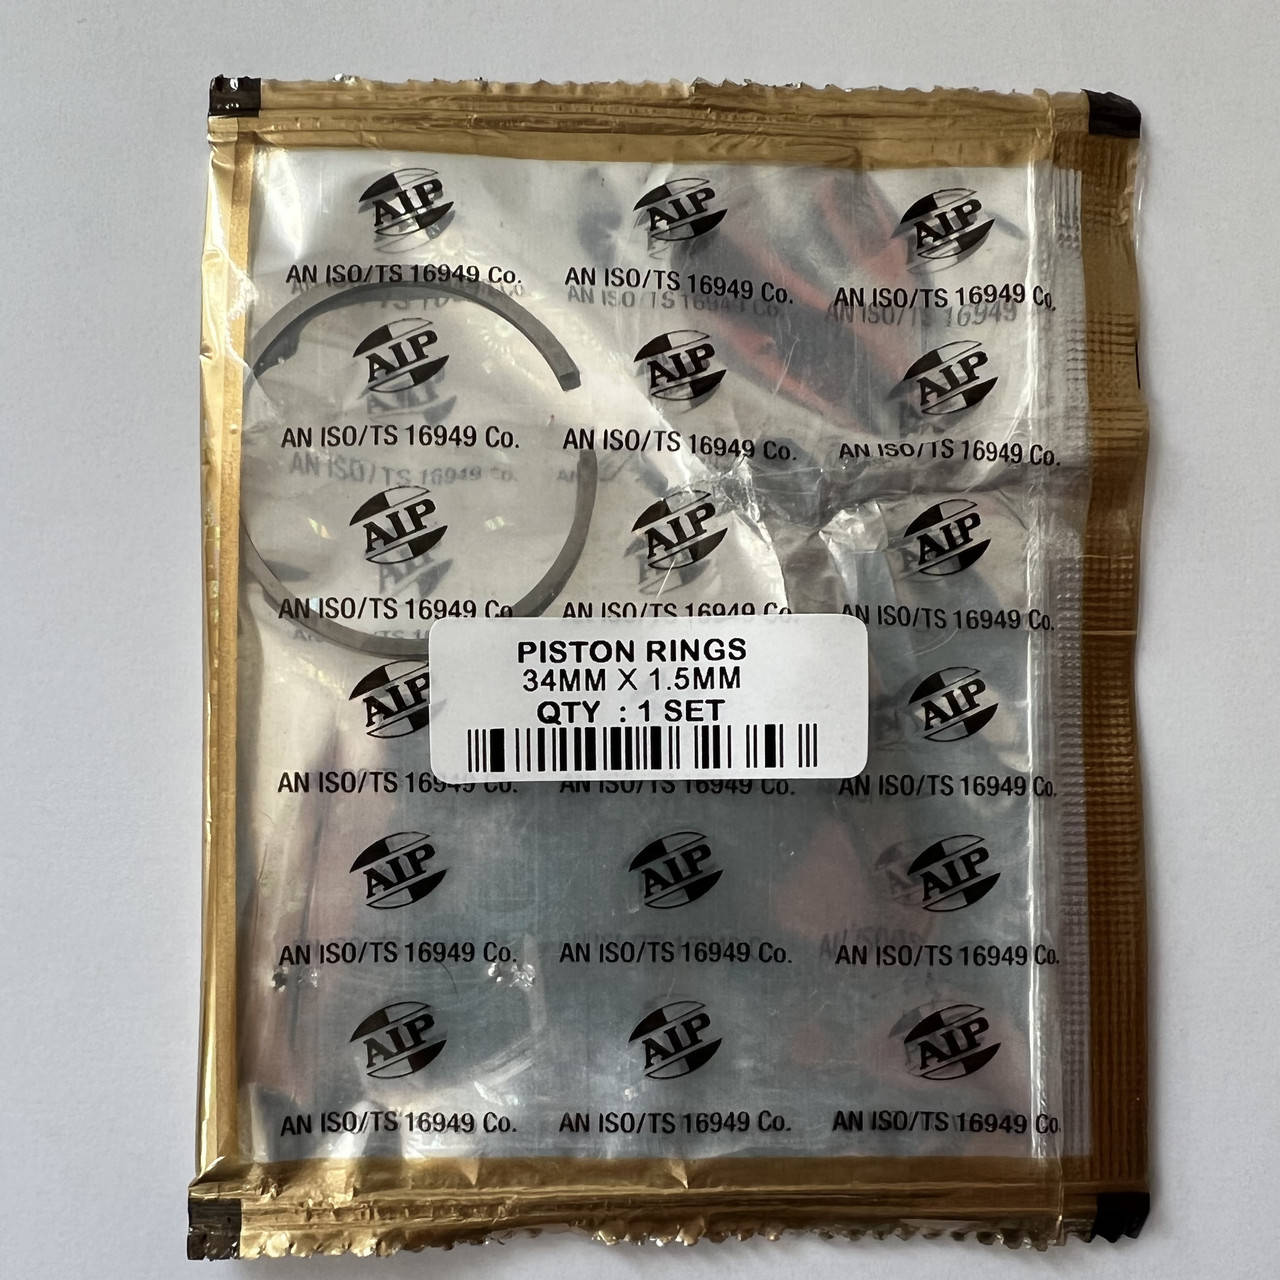 AIP AIP AIP
AN ISO/TS 16949 Co. AN ISO/TS 16949 Co. AN ISO/TS 16949 Co.
AIP AIP AIP
AN ISO/TS 16949 Co. AN ISO/TS 16949 Co. AN ISO/TS 16949 Co.
AIP AIP AIP
AN ISO/TS 16949 Co. AN ISO/TS 16949 Co. AN ISO/TS 16949 Co.
PISTON RINGS
34MM X 1.5MM
QTY : 1 SET
AIP AIP
AN ISO/TS 16949 Co. AN ISO/TS 16949 Co. AN ISO/TS 16949 Co.
AIP AIP AIP
AN ISO/TS 16949 Co. AN ISO/TS 16949 Co. AN ISO/TS 16949 Co.
AIP AIP AIP
AN ISO/TS 16949 Co. AN ISO/TS 16949 Co. AN ISO/TS 16949 Co.